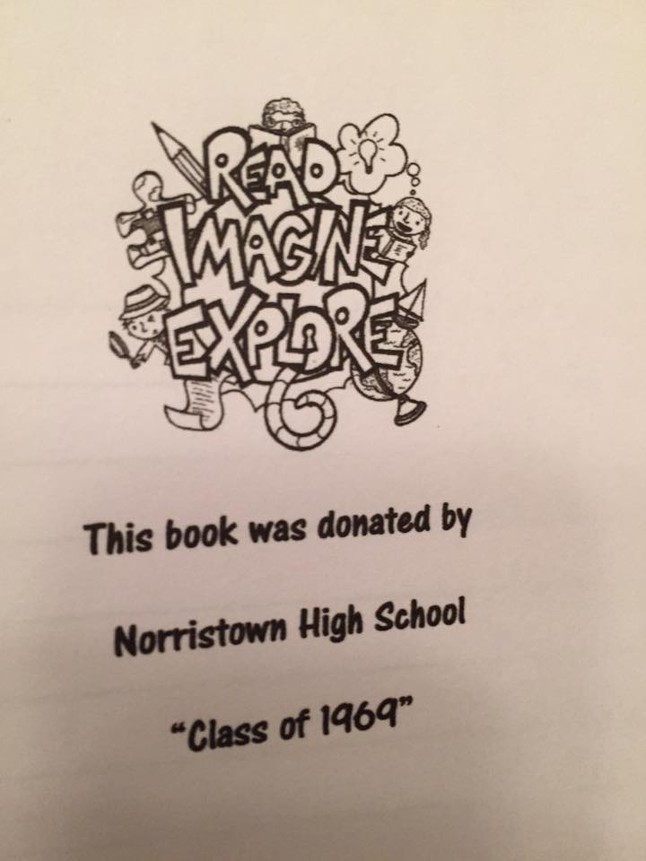 READ
IMAGINE
EXPLORE
This book was donated by
Norristown High School
“Class of 1969”